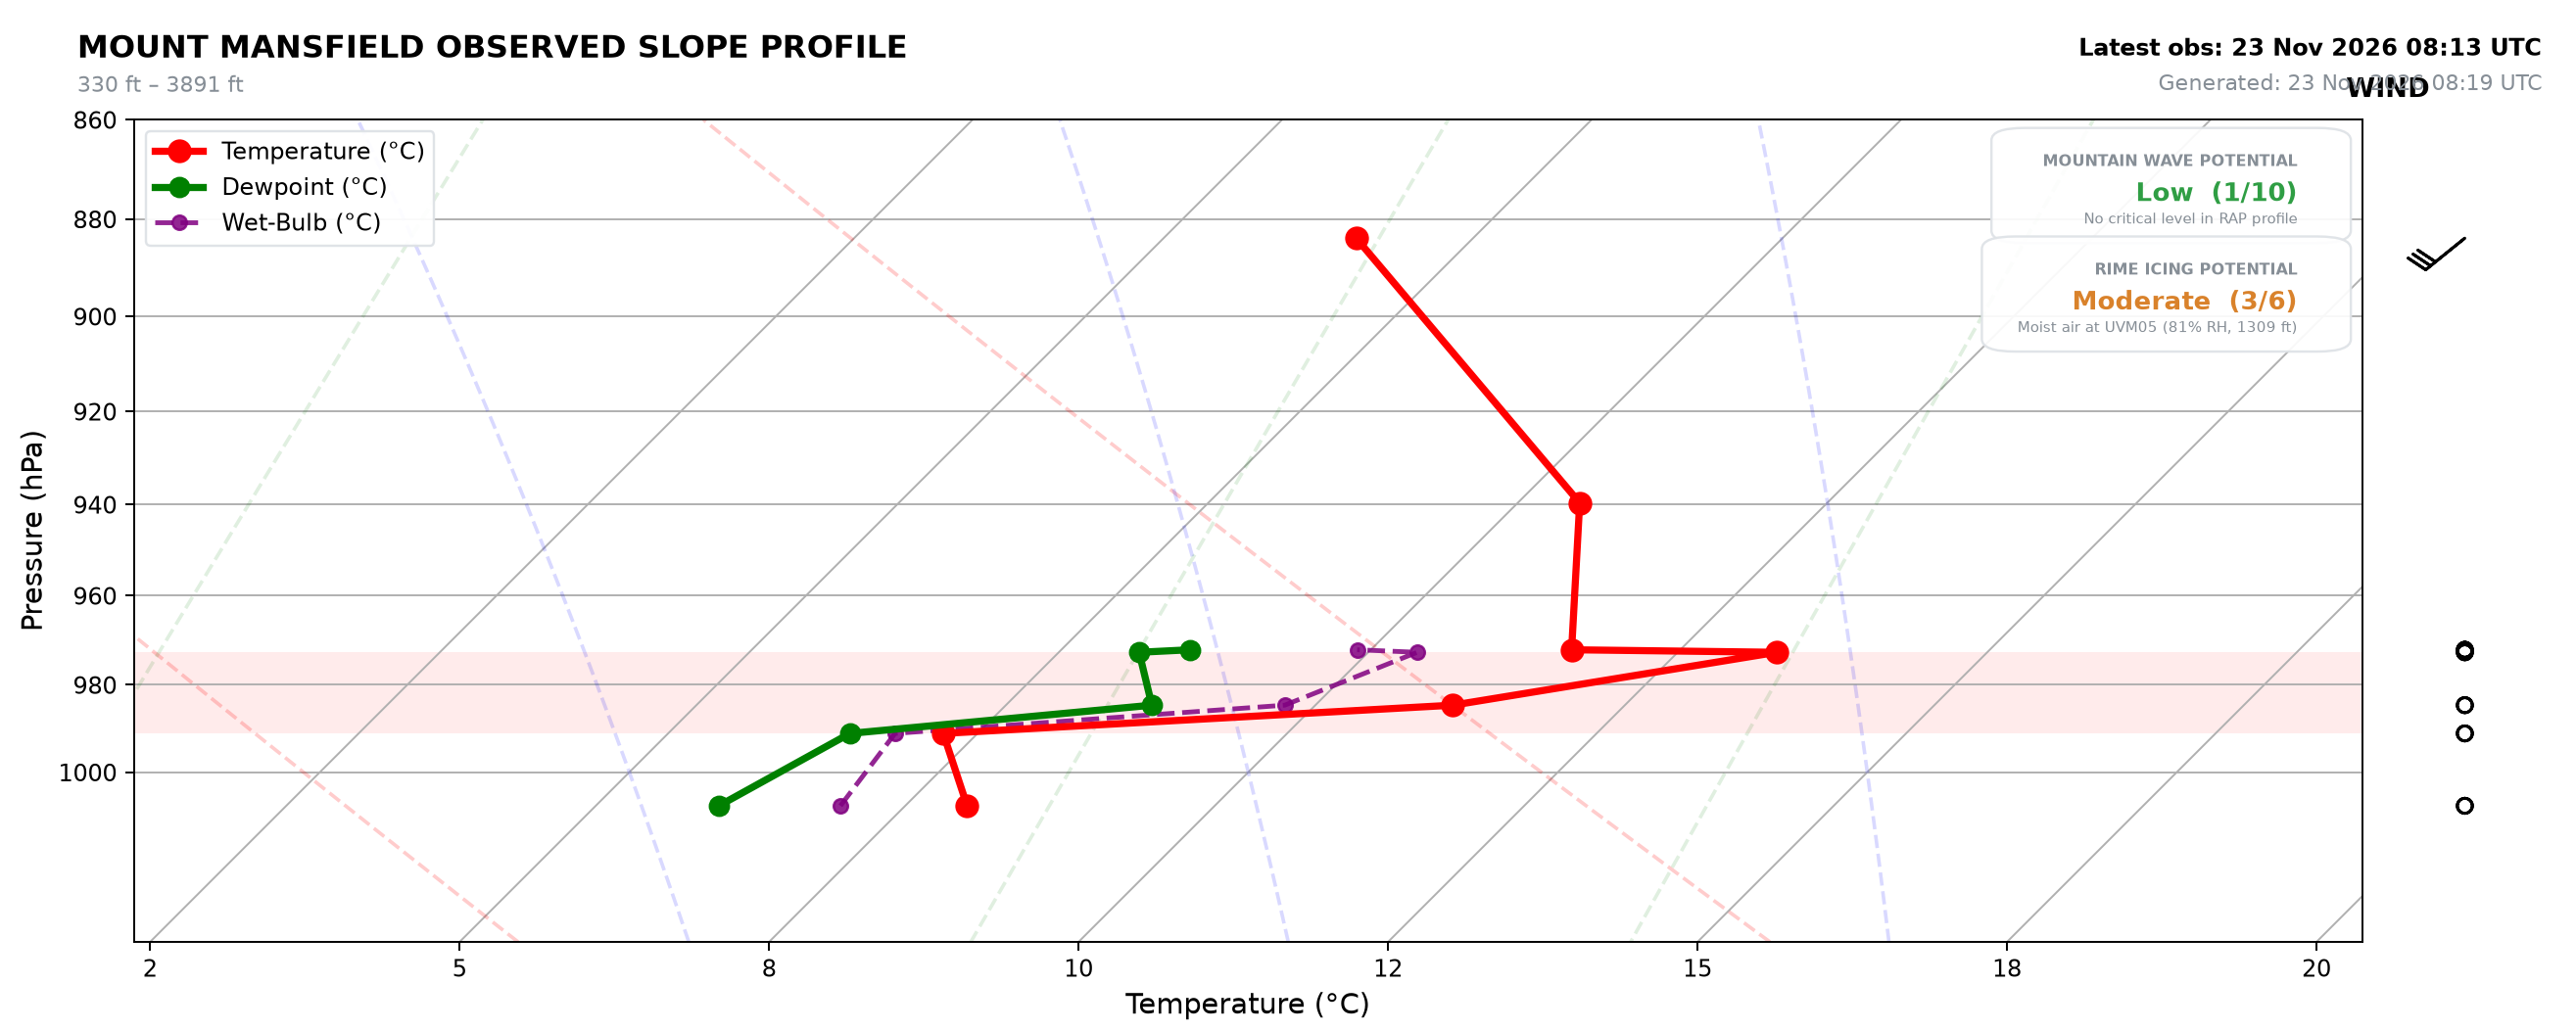 MOUNT MANSFIELD OBSERVED SLOPE PROFILE
330 ft – 3891 ft
Latest obs: 23 Nov 2026 08:13 UTC
Generated: 23 Nov 2026 08:19 UTC
WIND
Temperature (°C)
Dewpoint (°C)
Wet-Bulb (°C)
MOUNTAIN WAVE POTENTIAL
Low (1/10)
No critical level in RAP profile
RIME ICING POTENTIAL
Moderate (3/6)
Moist air at UVM05 (81% RH, 1309 ft)
Pressure (hPa)
860
880
900
920
940
960
980
1000
2
5
8
10
12
15
18
20
Temperature (°C)